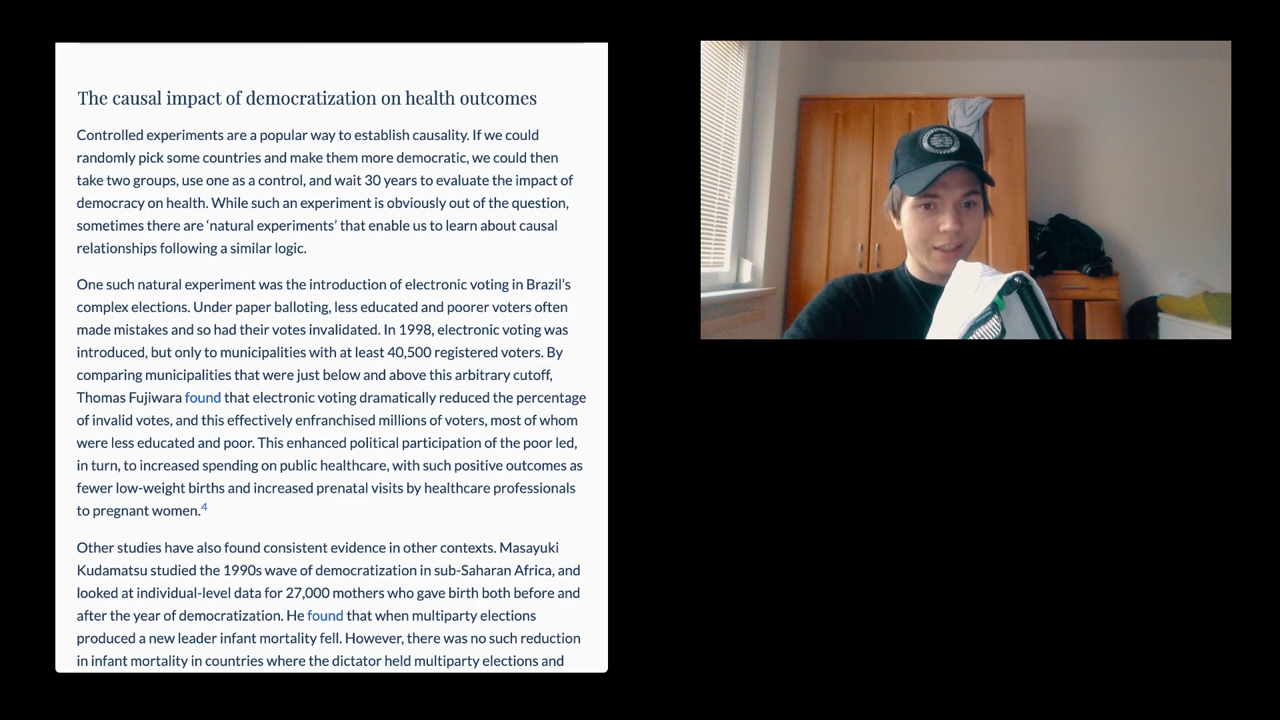 The causal impact of democratization on health outcomes
Controlled experiments are a popular way to establish causality. If we could
randomly pick some countries and make them more democratic, we could then
take two groups, use one as a control, and wait 30 years to evaluate the impact of
democracy on health. While such an experiment is obviously out of the question,
sometimes there are ‘natural experiments’ that enable us to learn about causal
relationships following a similar logic.
One such natural experiment was the introduction of electronic voting in Brazil’s
complex elections. Under paper balloting, less educated and poorer voters often
made mistakes and so had their votes invalidated. In 1998, electronic voting was
introduced, but only to municipalities with at least 40,500 registered voters. By
comparing municipalities that were just below and above this arbitrary cutoff,
Thomas Fujiwara found that electronic voting dramatically reduced the percentage
of invalid votes, and this effectively enfranchised millions of voters, most of whom
were less educated and poor. This enhanced political participation of the poor led,
in turn, to increased spending on public healthcare, with such positive outcomes as
fewer low-weight births and increased prenatal visits by healthcare professionals
to pregnant women.4
Other studies have also found consistent evidence in other contexts. Masayuki
Kudamatsu studied the 1990s wave of democratization in sub-Saharan Africa, and
looked at individual-level data for 27,000 mothers who gave birth both before and
after the year of democratization. He found that when multiparty elections
produced a new leader infant mortality fell. However, there was no such reduction
in infant mortality in countries where the dictator held multiparty elections and